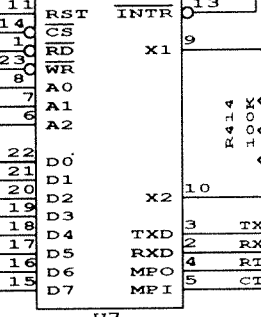 11 RST INTR 13
14 CS
1 RD X1 9
23 WR
8 A0
7 A1
6 A2
R414 100K
22 D0
21 D1
20 D2 X2 10
19 D3
18 D4 TXD 3 TX
17 D5 RXD 2 RX
16 D6 MPO 4 RT
15 D7 MPI 5 CT
U7